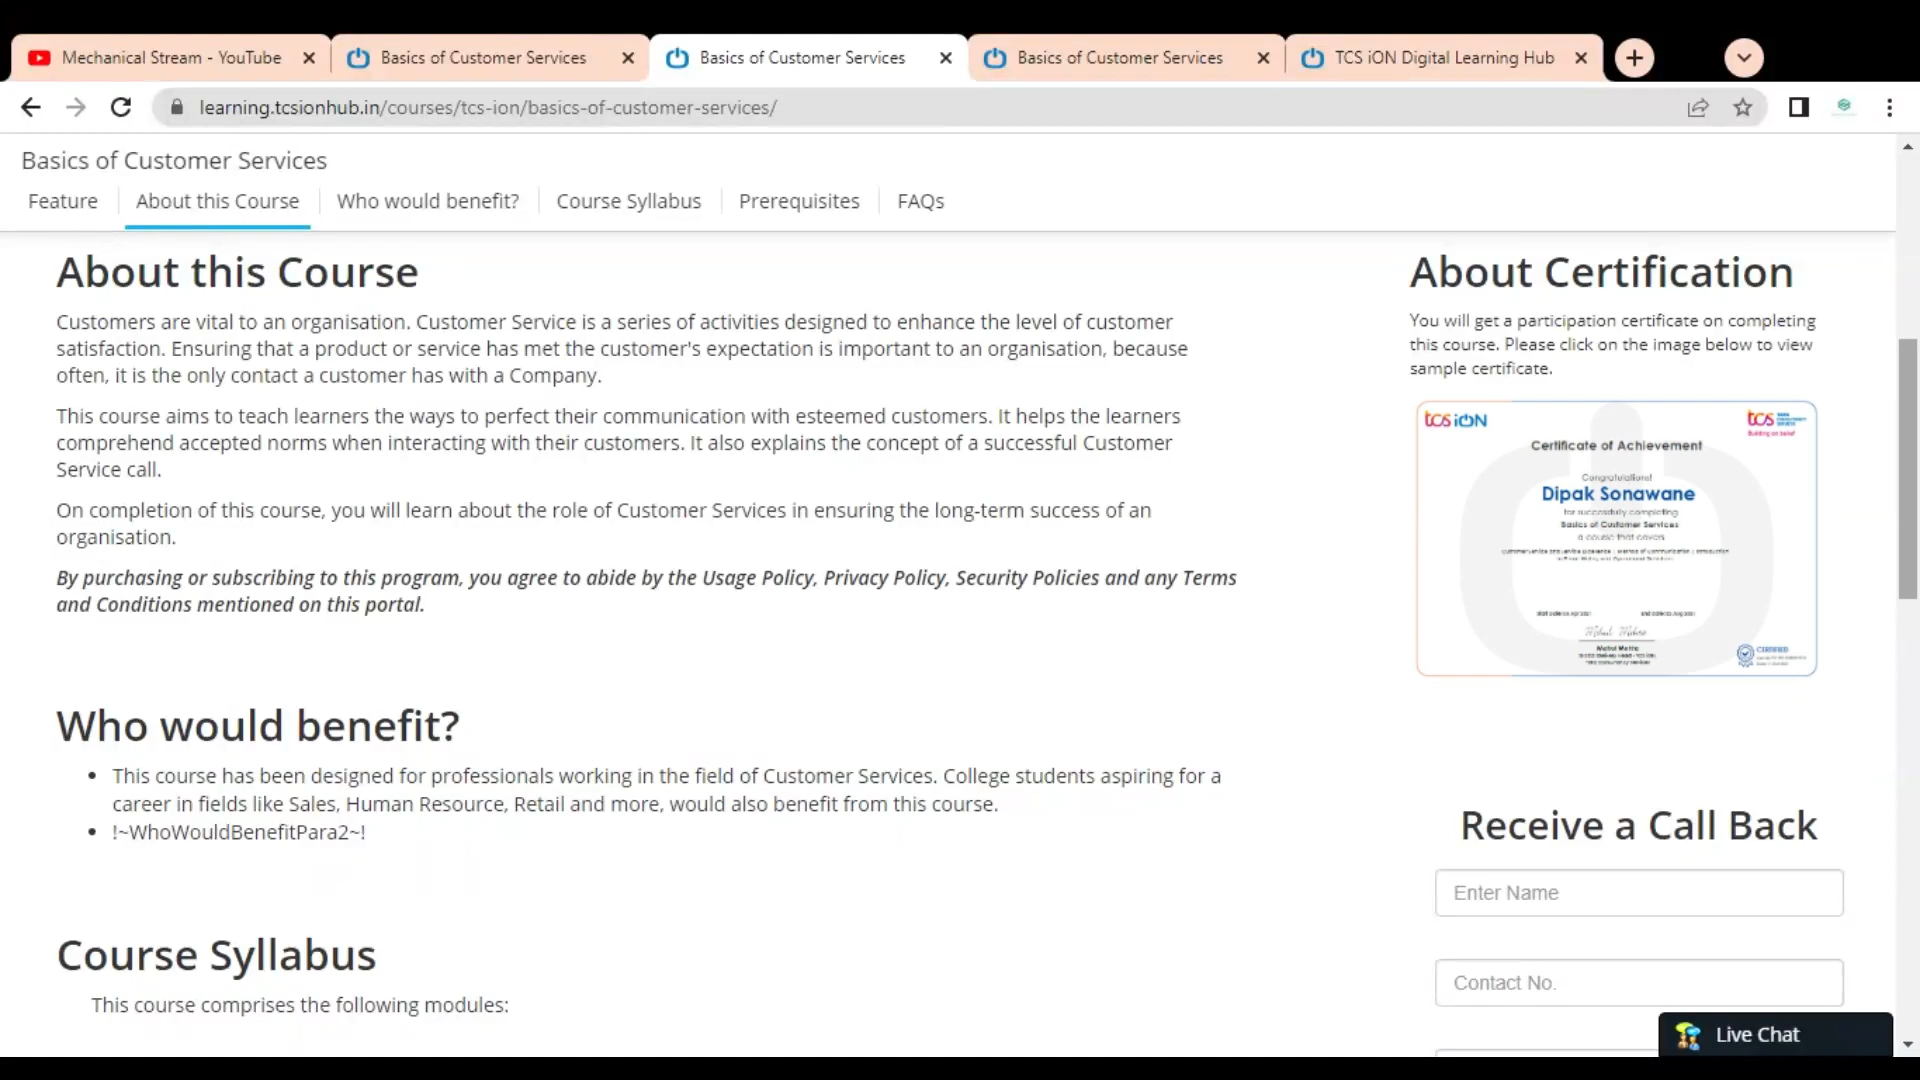 Mechanical Stream - YouTube
Basics of Customer Services
Basics of Customer Services
Basics of Customer Services
TCS iON Digital Learning Hub
learning.tcsionhub.in/courses/tcs-ion/basics-of-customer-services/
Basics of Customer Services
Feature
About this Course
Who would benefit?
Course Syllabus
Prerequisites
FAQs
About this Course
Customers are vital to an organisation. Customer Service is a series of activities designed to enhance the level of customer
satisfaction. Ensuring that a product or service has met the customer's expectation is important to an organisation, because
often, it is the only contact a customer has with a Company.
This course aims to teach learners the ways to perfect their communication with esteemed customers. It helps the learners
comprehend accepted norms when interacting with their customers. It also explains the concept of a successful Customer
Service call.
On completion of this course, you will learn about the role of Customer Services in ensuring the long-term success of an
organisation.
By purchasing or subscribing to this program, you agree to abide by the Usage Policy, Privacy Policy, Security Policies and any Terms
and Conditions mentioned on this portal.
Who would benefit?
• This course has been designed for professionals working in the field of Customer Services. College students aspiring for a
career in fields like Sales, Human Resource, Retail and more, would also benefit from this course.
• !~WhoWouldBenefitPara2~!
Course Syllabus
This course comprises the following modules:
About Certification
You will get a participation certificate on completing
this course. Please click on the image below to view
sample certificate.
tcs iON
tcs
Building on belief
Certificate of Achievement
Congratulations!
Dipak Sonawane
for successfully completing
Basics of Customer Services
a course that covers
CERTIFIED
Receive a Call Back
Enter Name
Contact No.
Live Chat